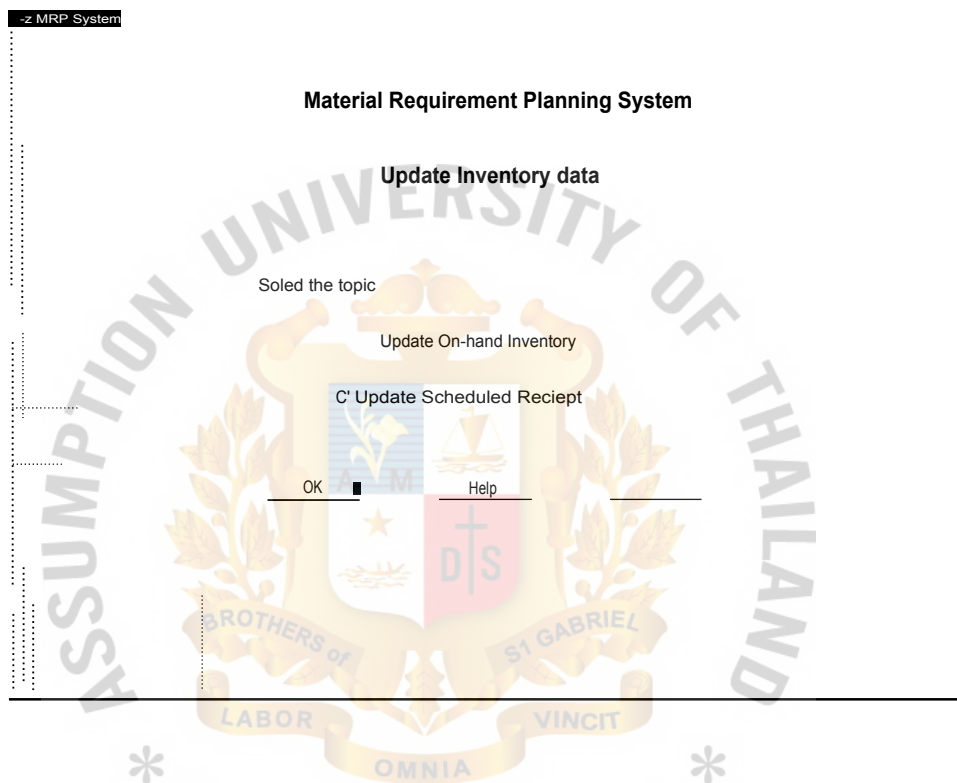 -z MRP System
Material Requirement Planning System
Update Inventory data
Soled the topic
Update On-hand Inventory
C' Update Scheduled Reciept
OK Help
ASSUMPTION UNIVERSITY OF THAILAND
A M
D S
BROTHERS of S1 GABRIEL
LABOR VINCIT
OMNIA
* *